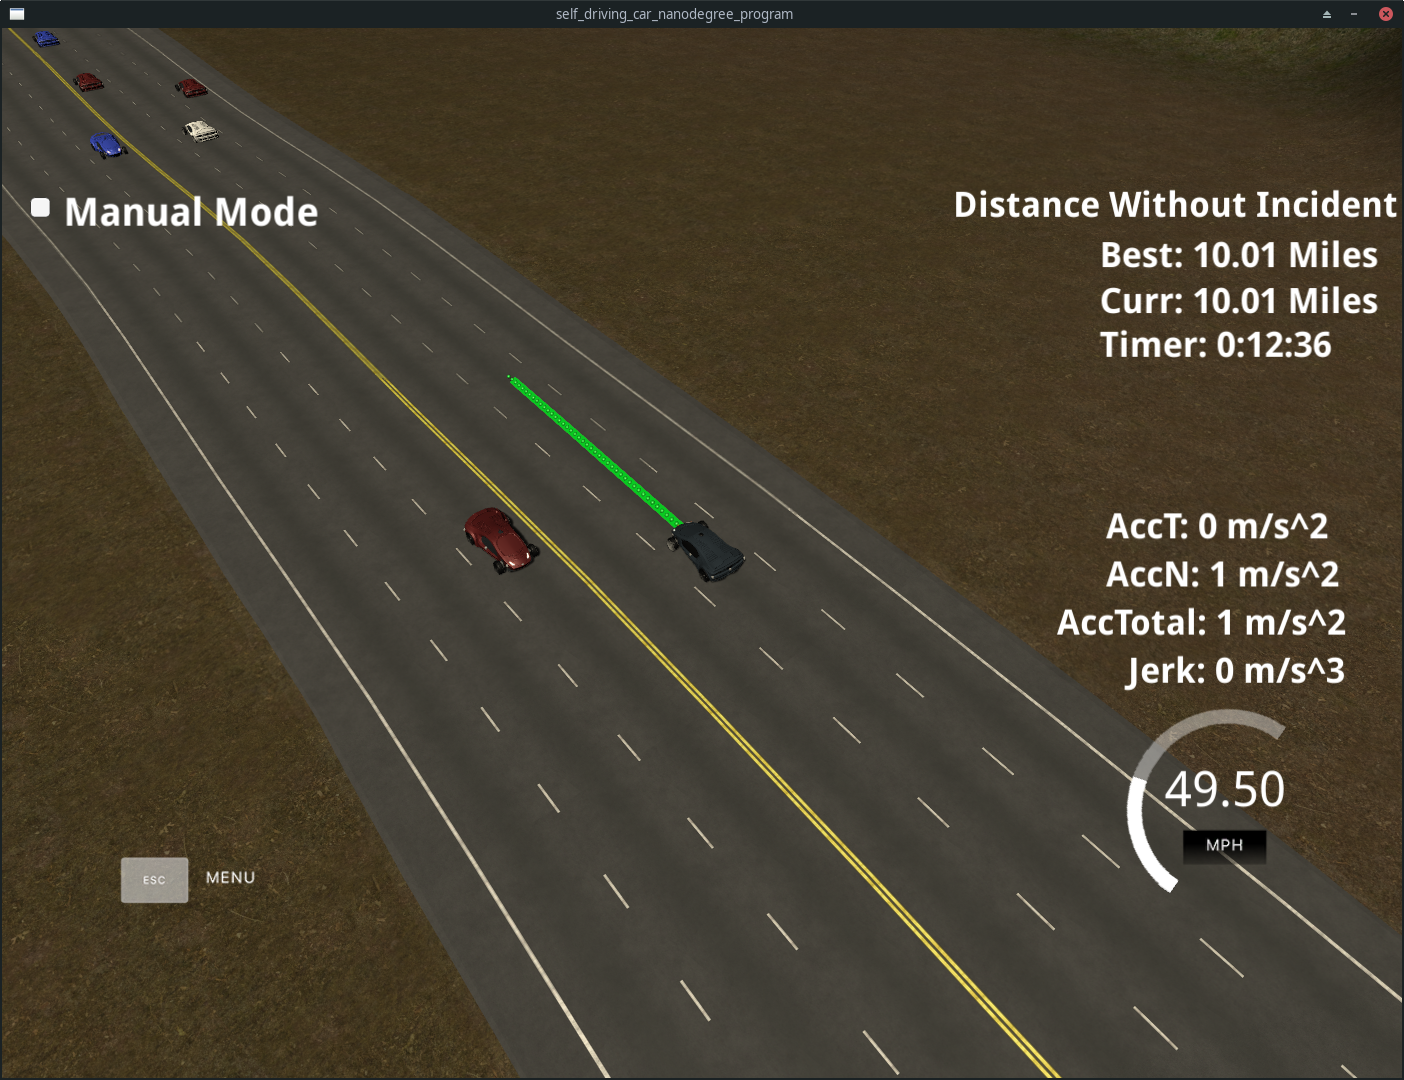 self_driving_car_nanodegree_program
Manual Mode
Distance Without Incident
Best: 10.01 Miles
Curr: 10.01 Miles
Timer: 0:12:36
AccT: 0 m/s^2
AccN: 1 m/s^2
AccTotal: 1 m/s^2
Jerk: 0 m/s^3
49.50
MPH
ESC MENU